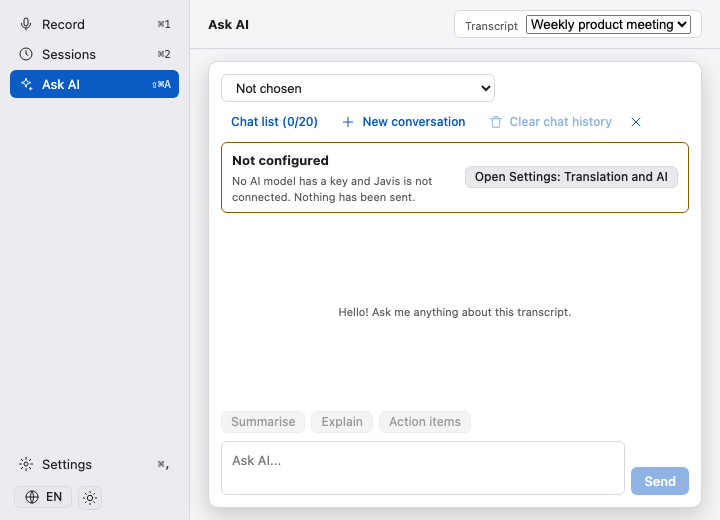 Record ⌘1
Sessions ⌘2
Ask AI ⇧⌘A
Settings ⌘,
EN
Ask AI
Transcript Weekly product meeting
Not chosen
Chat list (0/20) New conversation Clear chat history
Not configured
No AI model has a key and Javis is not
connected. Nothing has been sent.
Open Settings: Translation and AI
Hello! Ask me anything about this transcript.
Summarise Explain Action items
Ask AI...
Send